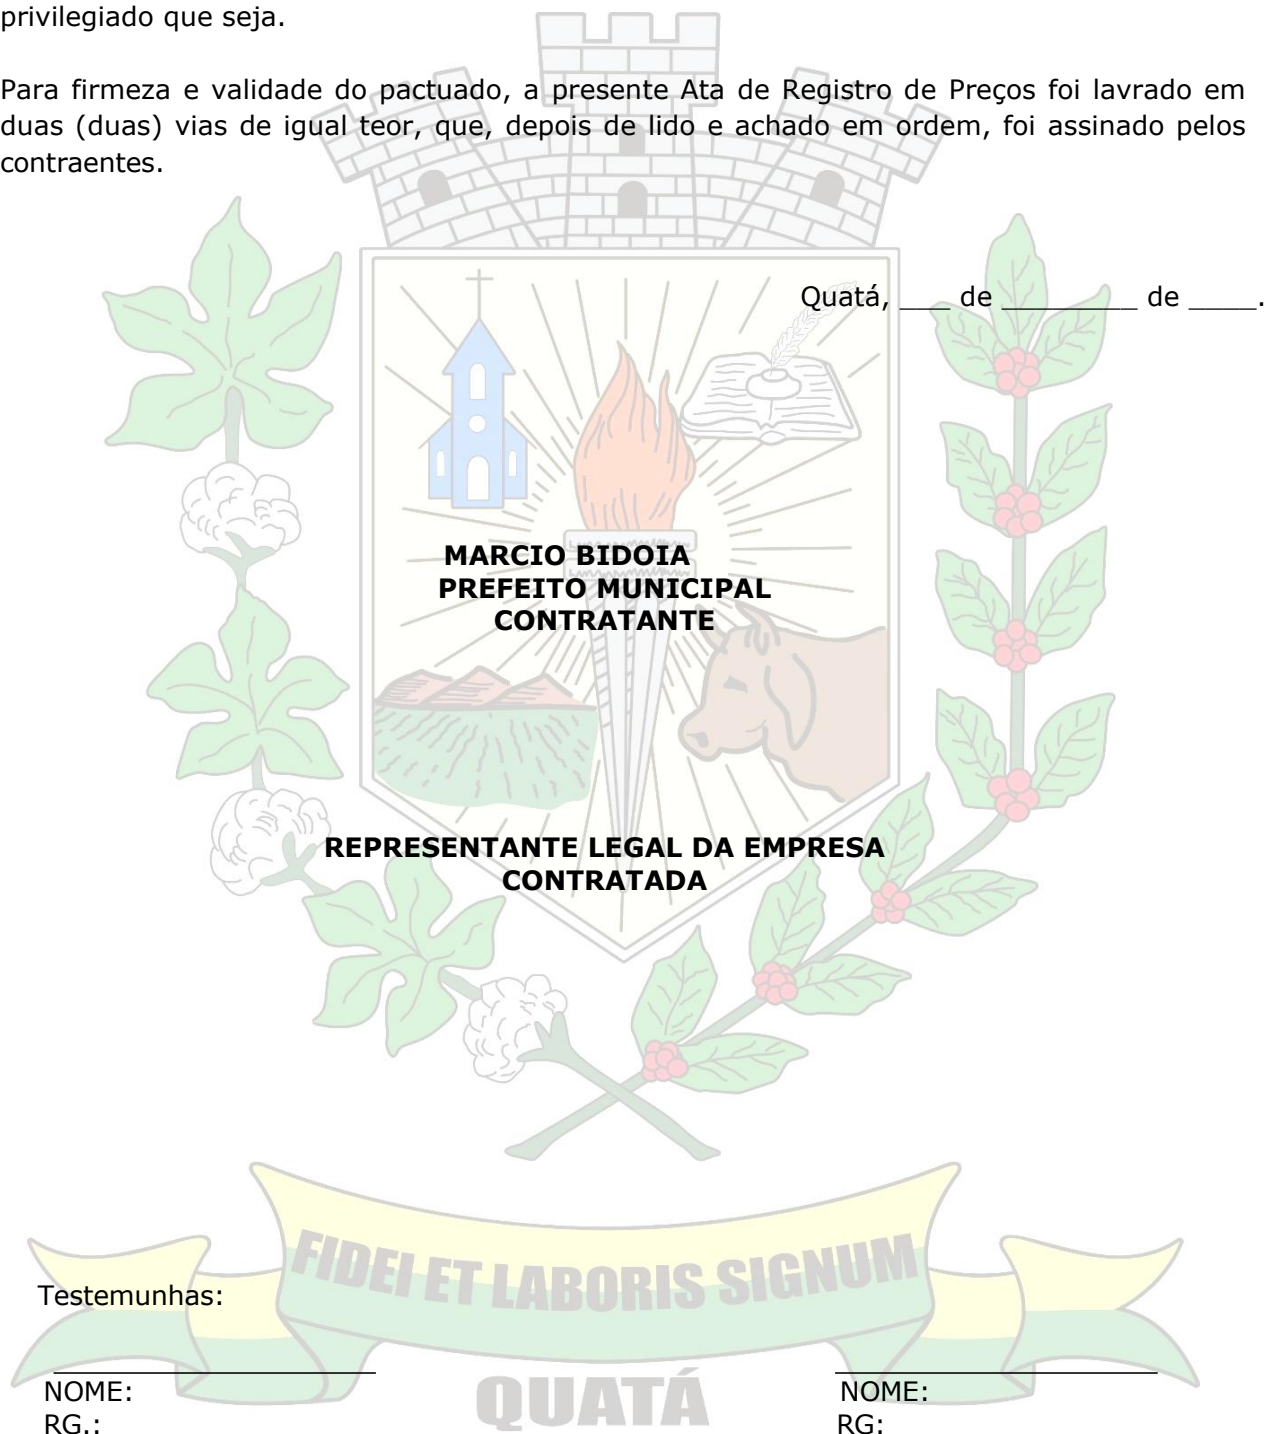 privilegiado que seja.
Para firmeza e validade do pactuado, a presente Ata de Registro de Preços foi lavrado em
duas (duas) vias de igual teor, que, depois de lido e achado em ordem, foi assinado pelos
contraentes.
Quatá, ___ de ________ de ____.
MARCIO BIDOIA
PREFEITO MUNICIPAL
CONTRATANTE
REPRESENTANTE LEGAL DA EMPRESA
CONTRATADA
FIDEI ET LABORIS SIGNUM
Testemunhas:
QUATÁ
NOME: NOME:
RG.: RG: